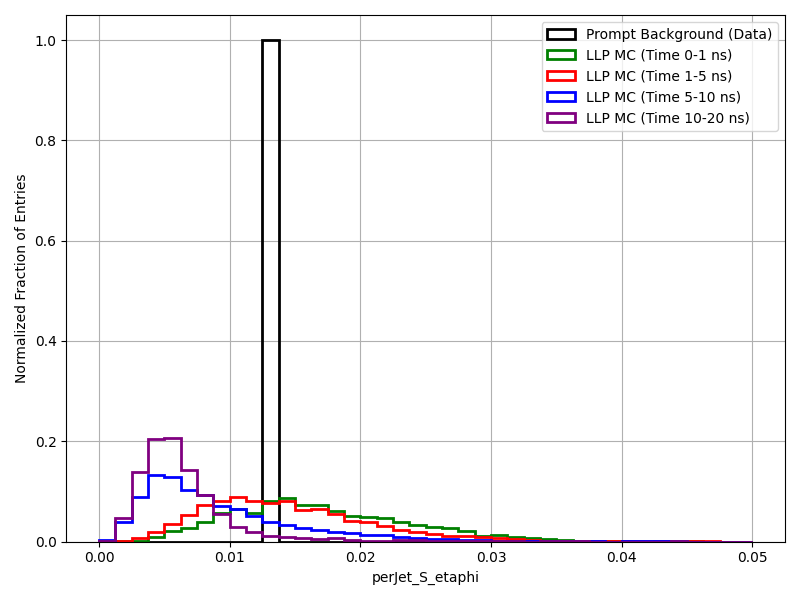 Prompt Background (Data)
LLP MC (Time 0-1 ns)
LLP MC (Time 1-5 ns)
LLP MC (Time 5-10 ns)
LLP MC (Time 10-20 ns)
Normalized Fraction of Entries
1.0
0.8
0.6
0.4
0.2
0.0
0.00 0.01 0.02 0.03 0.04 0.05
perJet_S_etaphi